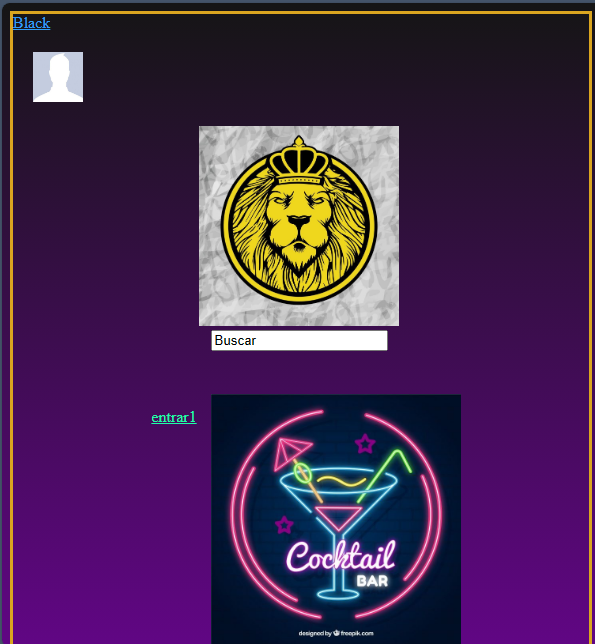 Black
Buscar
entrar1
Cocktail
BAR
designed by freepik.com